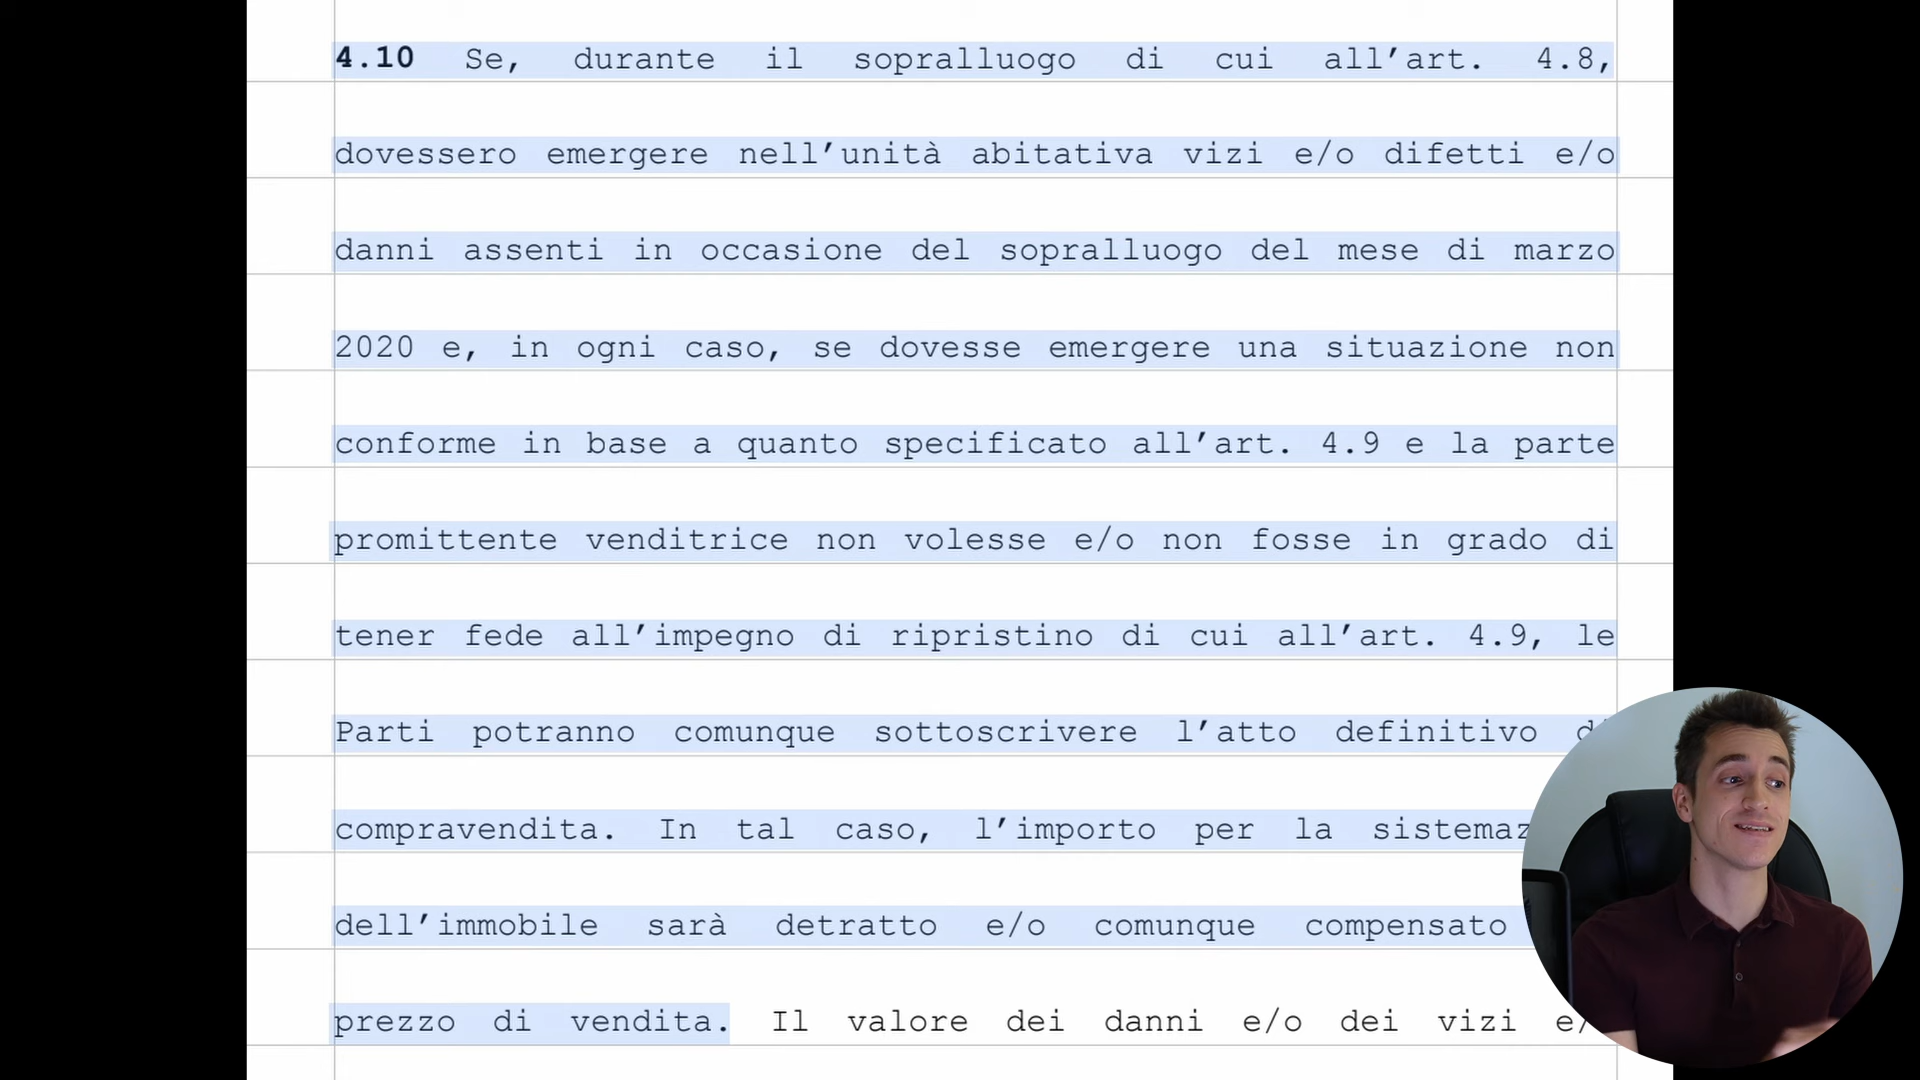 4.10 Se, durante il sopralluogo di cui all’art. 4.8,
dovessero emergere nell’unità abitativa vizi e/o difetti e/o
danni assenti in occasione del sopralluogo del mese di marzo
2020 e, in ogni caso, se dovesse emergere una situazione non
conforme in base a quanto specificato all’art. 4.9 e la parte
promittente venditrice non volesse e/o non fosse in grado di
tener fede all’impegno di ripristino di cui all’art. 4.9, le
Parti potranno comunque sottoscrivere l’atto definitivo
compravendita. In tal caso, l’importo per la
dell’immobile sarà detratto e/o comunque compensato
prezzo di vendita. Il valore dei danni e/o dei vizi